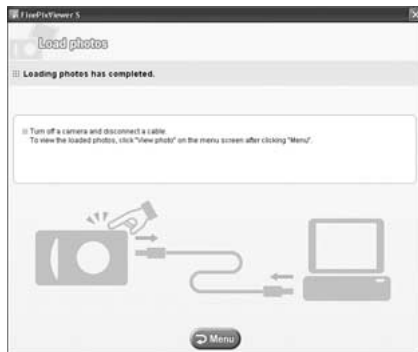 FinePixViewer S
Load photos
Loading photos has completed.
Turn off a camera and disconnect a cable.
To view the loaded photos, click "View photo" on the menu screen after clicking "Menu".
Menu